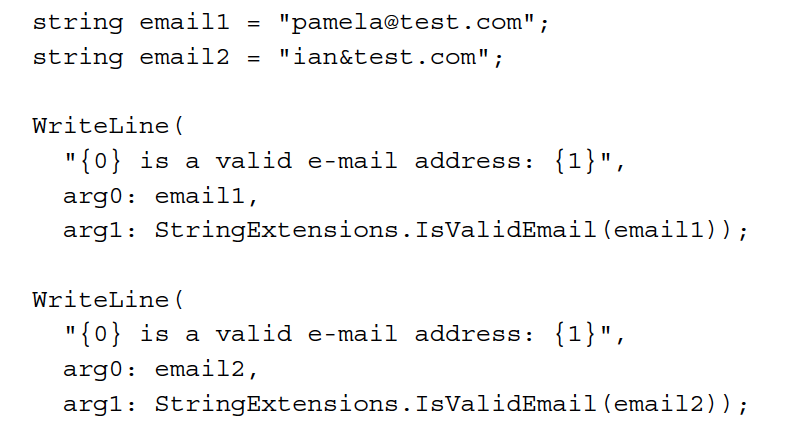 string email1 = "pamela@test.com";
string email2 = "ian&test.com";
WriteLine(
"{0} is a valid e-mail address: {1}",
arg0: email1,
arg1: StringExtensions.IsValidEmail(email1));
WriteLine(
"{0} is a valid e-mail address: {1}",
arg0: email2,
arg1: StringExtensions.IsValidEmail(email2));